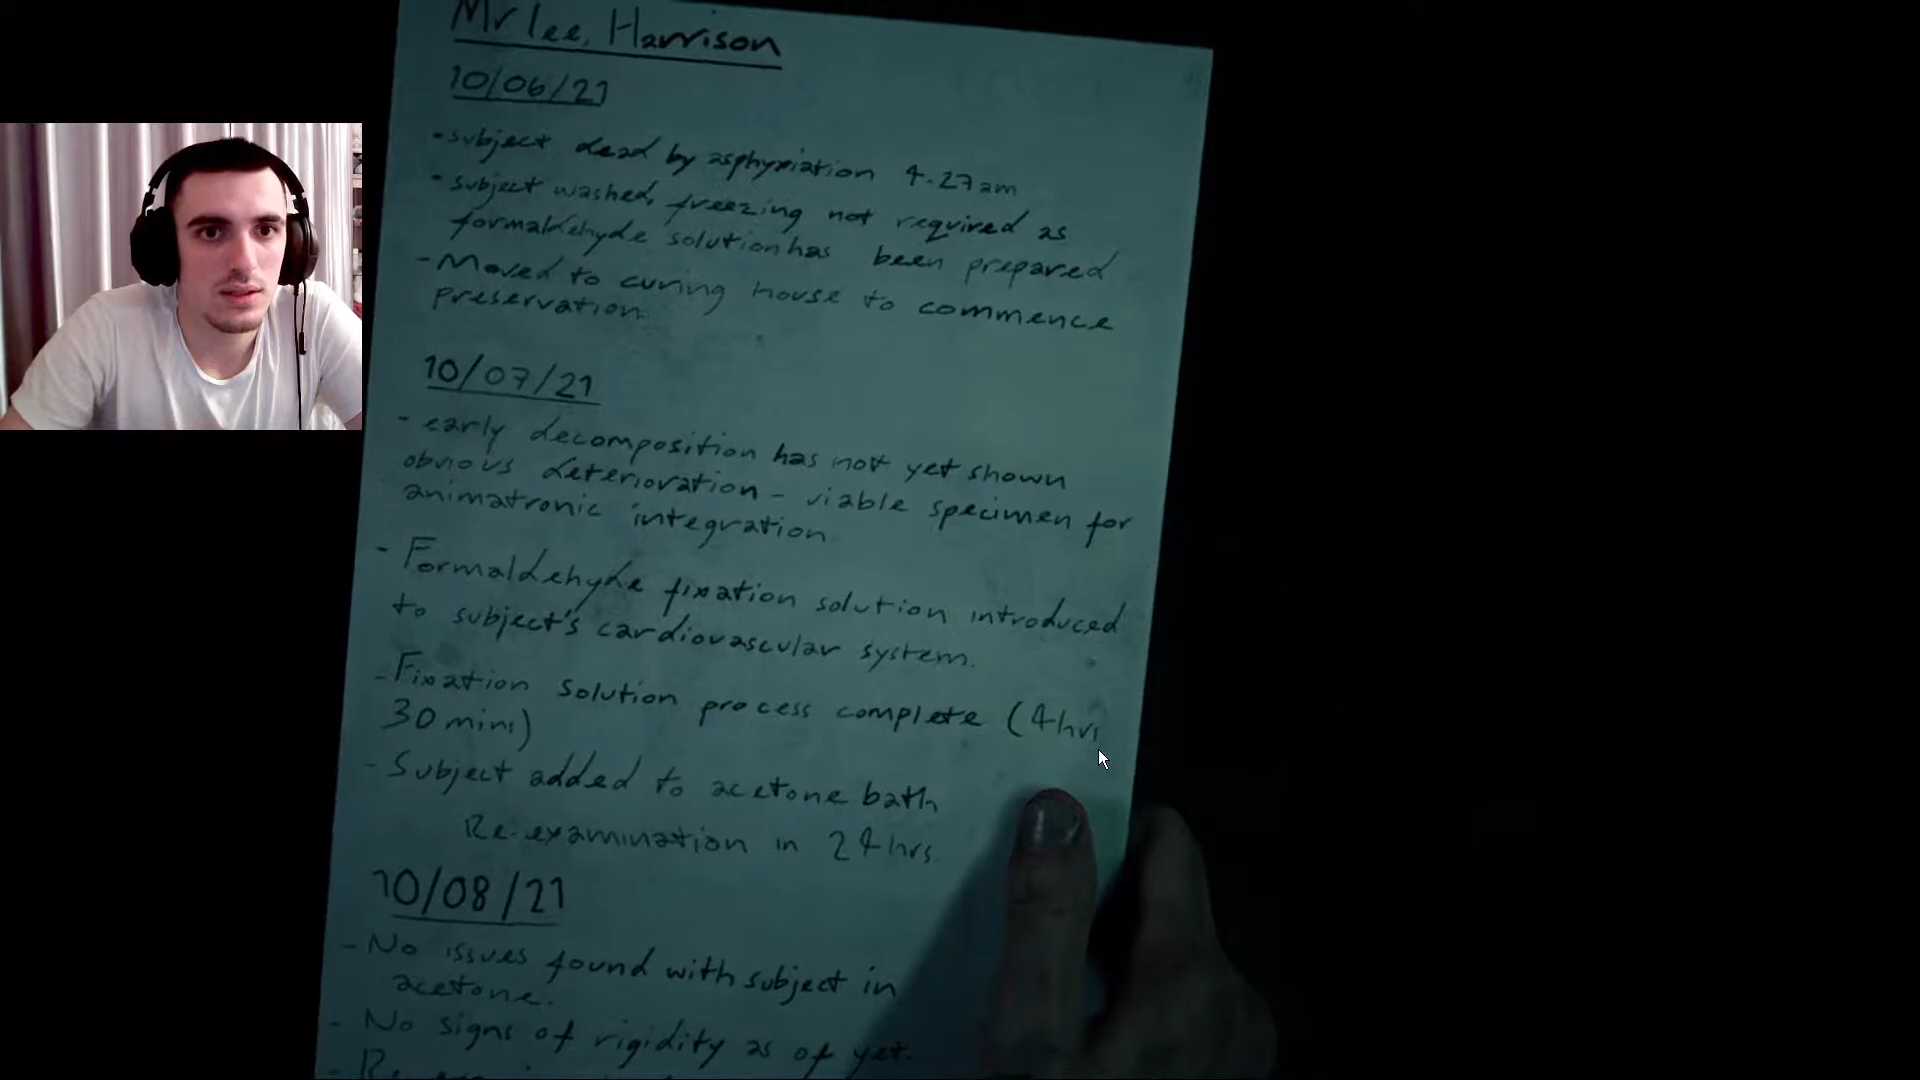 Mr lee, Harrison
10/06/21
- subject dead by asphyxiation 4.27am
- subject washed, freezing not required as
formaldehyde solution has been prepared
- Moved to curing house to commence
preservation.
10/07/21
- early decomposition has not yet shown
obvious deterioration - viable specimen for
animatronic integration
- Formaldehyde fixation solution introduced
to subject's cardiovascular system.
- Fixation solution process complete (4hrs
30 mins)
- Subject added to acetone bath
Re-examination in 24hrs.
10/08/21
- No issues found with subject in
acetone.
- No signs of rigidity as of yet.